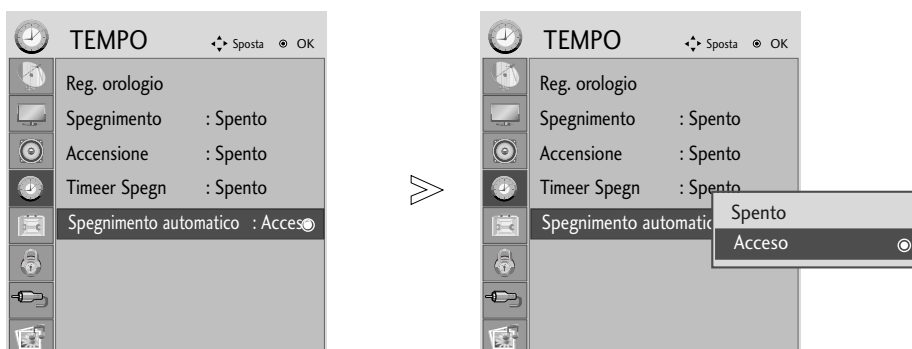 TEMPO Sposta OK
Reg. orologio
Spegnimento : Spento
Accensione : Spento
Timeer Spegn : Spento
Spegnimento automatico : Acceso
TEMPO Sposta OK
Reg. orologio
Spegnimento : Spento
Accensione : Spento
Timeer Spegn : Spento
Spegnimento automatic
Spento
Acceso